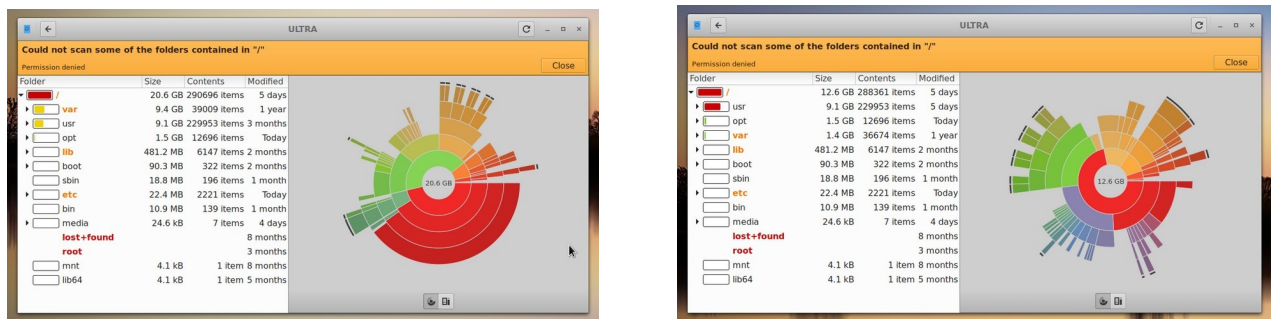 ULTRA
Could not scan some of the folders contained in "/"
Permission denied
Close
Folder Size Contents Modified
/ 20.6 GB 290696 items 5 days
var 9.4 GB 39009 items 1 year
usr 9.1 GB 229953 items 3 months
opt 1.5 GB 12696 items Today
lib 481.2 MB 6147 items 2 months
boot 90.3 MB 322 items 2 months
sbin 18.8 MB 196 items 1 month
etc 22.4 MB 2221 items Today
bin 10.9 MB 139 items 1 month
media 24.6 kB 7 items 4 days
lost+found 8 months
root 3 months
mnt 4.1 kB 1 item 8 months
lib64 4.1 kB 1 item 5 months
20.6 GB
ULTRA
Could not scan some of the folders contained in "/"
Permission denied
Close
Folder Size Contents Modified
/ 12.6 GB 288361 items 5 days
usr 9.1 GB 229953 items 5 days
opt 1.5 GB 12696 items Today
var 1.4 GB 36674 items 1 year
lib 481.2 MB 6147 items 2 months
boot 90.3 MB 322 items 2 months
sbin 18.8 MB 196 items 1 month
etc 22.4 MB 2221 items Today
bin 10.9 MB 139 items 1 month
media 24.6 kB 7 items 4 days
lost+found 8 months
root 3 months
mnt 4.1 kB 1 item 8 months
lib64 4.1 kB 1 item 5 months
12.6 GB